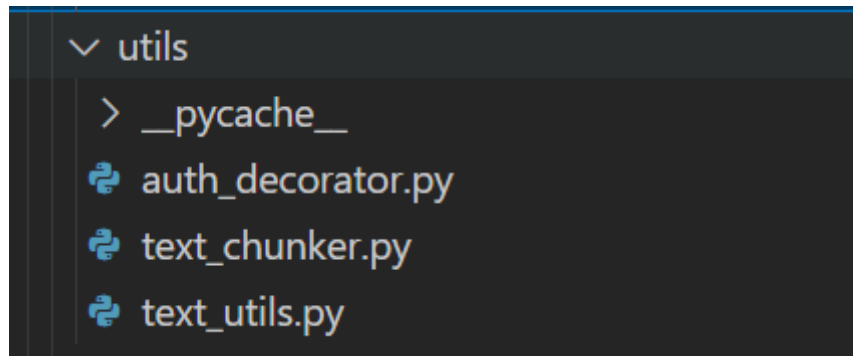 utils
__pycache__
auth_decorator.py
text_chunker.py
text_utils.py